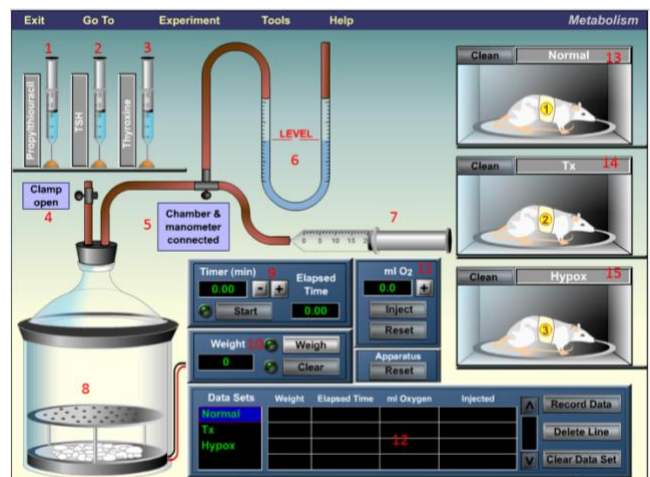 Exit Go To Experiment Tools Help Metabolism
1 2 3
Propylthiouracil
TSH
Thyroxine
Clean Normal 13
1
LEVEL
6
Clean Tx 14
2
Clamp
open
4
5
Chamber &
manometer
connected
7
0 5 10 15 2
Clean Hypox 15
3
Timer (min) 9
Elapsed
Time
0.00 - + 0.00
Start
ml O2 11
0.0 +
Inject
Reset
Weight 10 Weigh
0 Clear
Apparatus
Reset
8
Data Sets Weight Elapsed Time ml Oxygen Injected
Normal
Tx
Hypox
12
Record Data
Delete Line
Clear Data Set